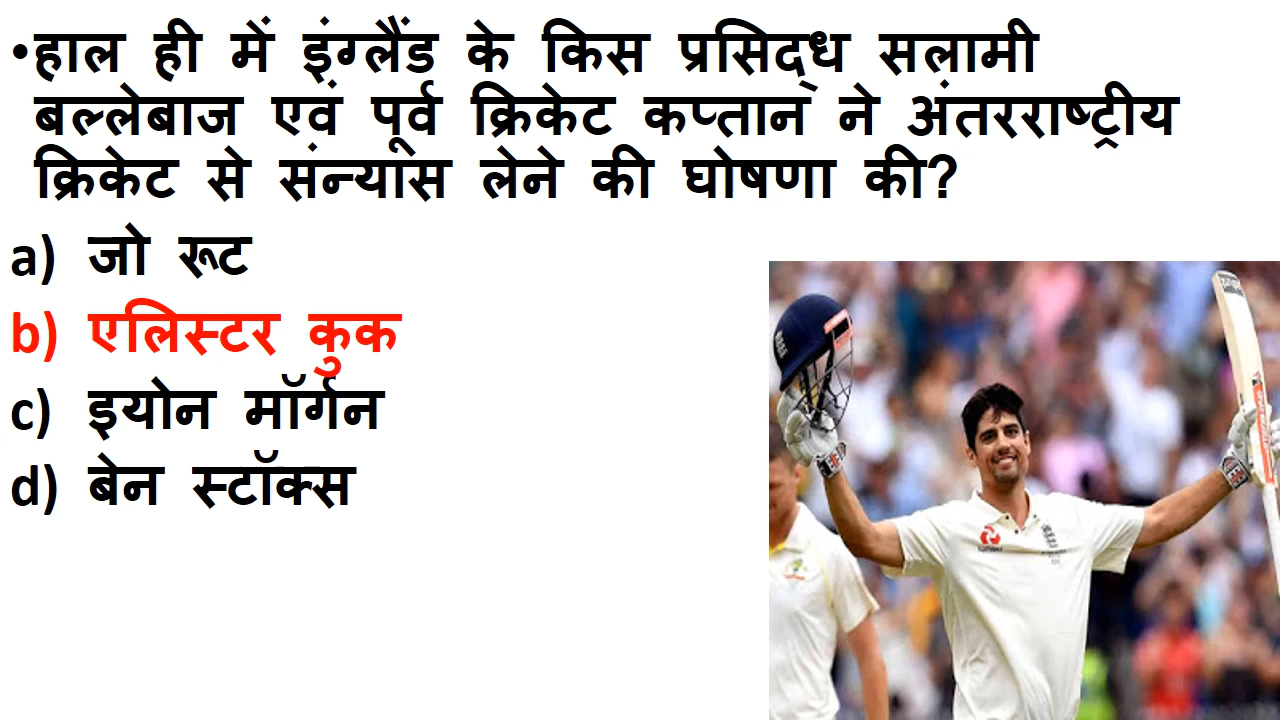 •हाल ही में इंग्लैंड के किस प्रसिद्ध सलामी
बल्लेबाज एवं पूर्व क्रिकेट कप्तान ने अंतरराष्ट्रीय
क्रिकेट से संन्यास लेने की घोषणा की?
a) जो रूट
b) एलिस्टर कुक
c) इयोन मॉर्गन
d) बेन स्टॉक्स